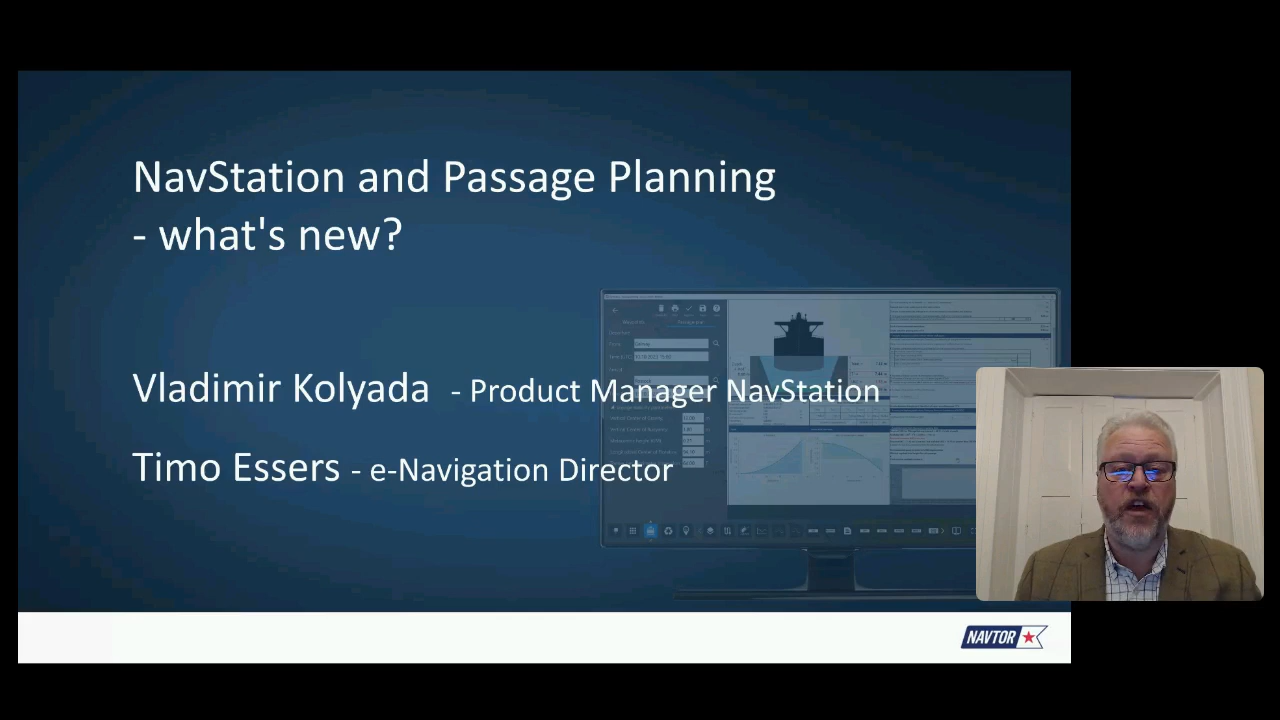 NavStation and Passage Planning
- what's new?
Vladimir Kolyada - Product Manager NavStation
Timo Essers - e-Navigation Director
NAVTOR